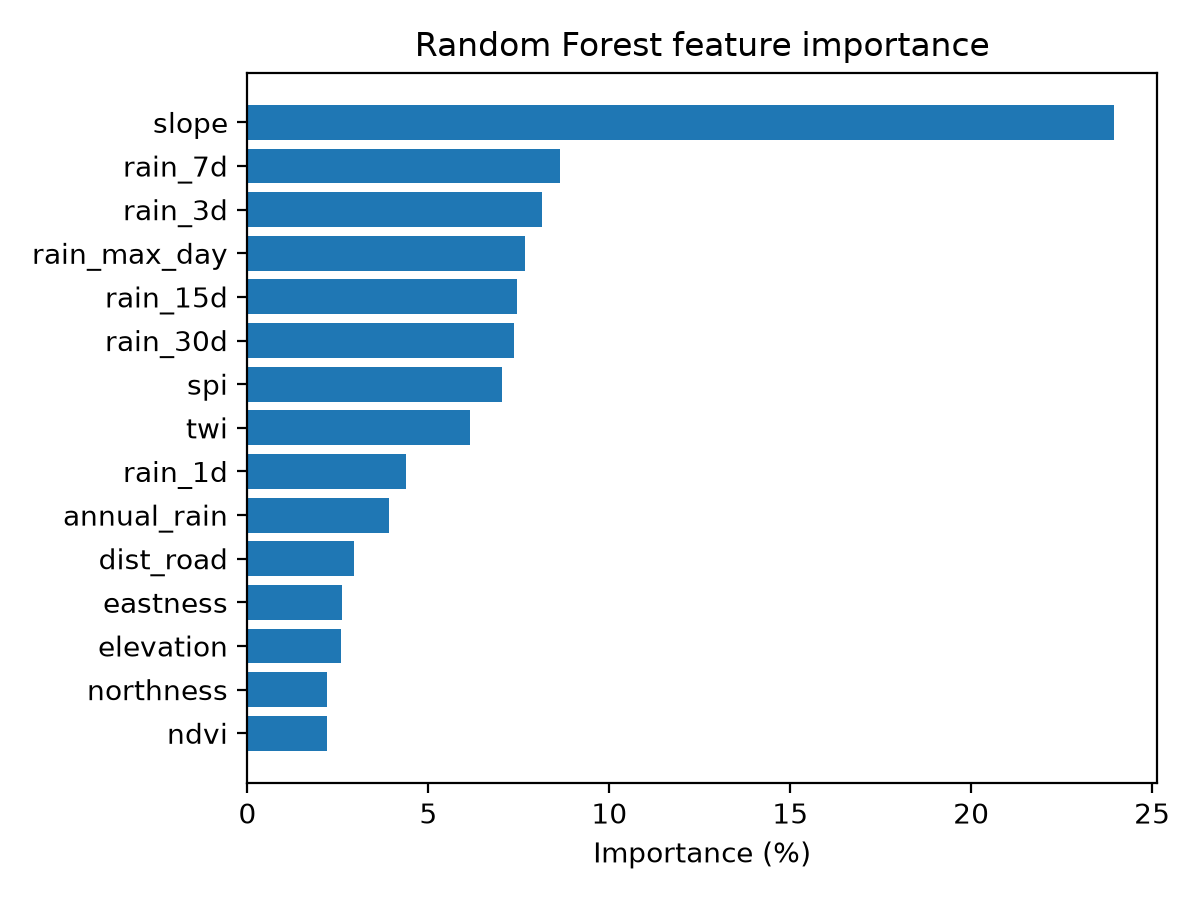 Random Forest feature importance
slope
rain_7d
rain_3d
rain_max_day
rain_15d
rain_30d
spi
twi
rain_1d
annual_rain
dist_road
eastness
elevation
northness
ndvi
0 5 10 15 20 25
Importance (%)